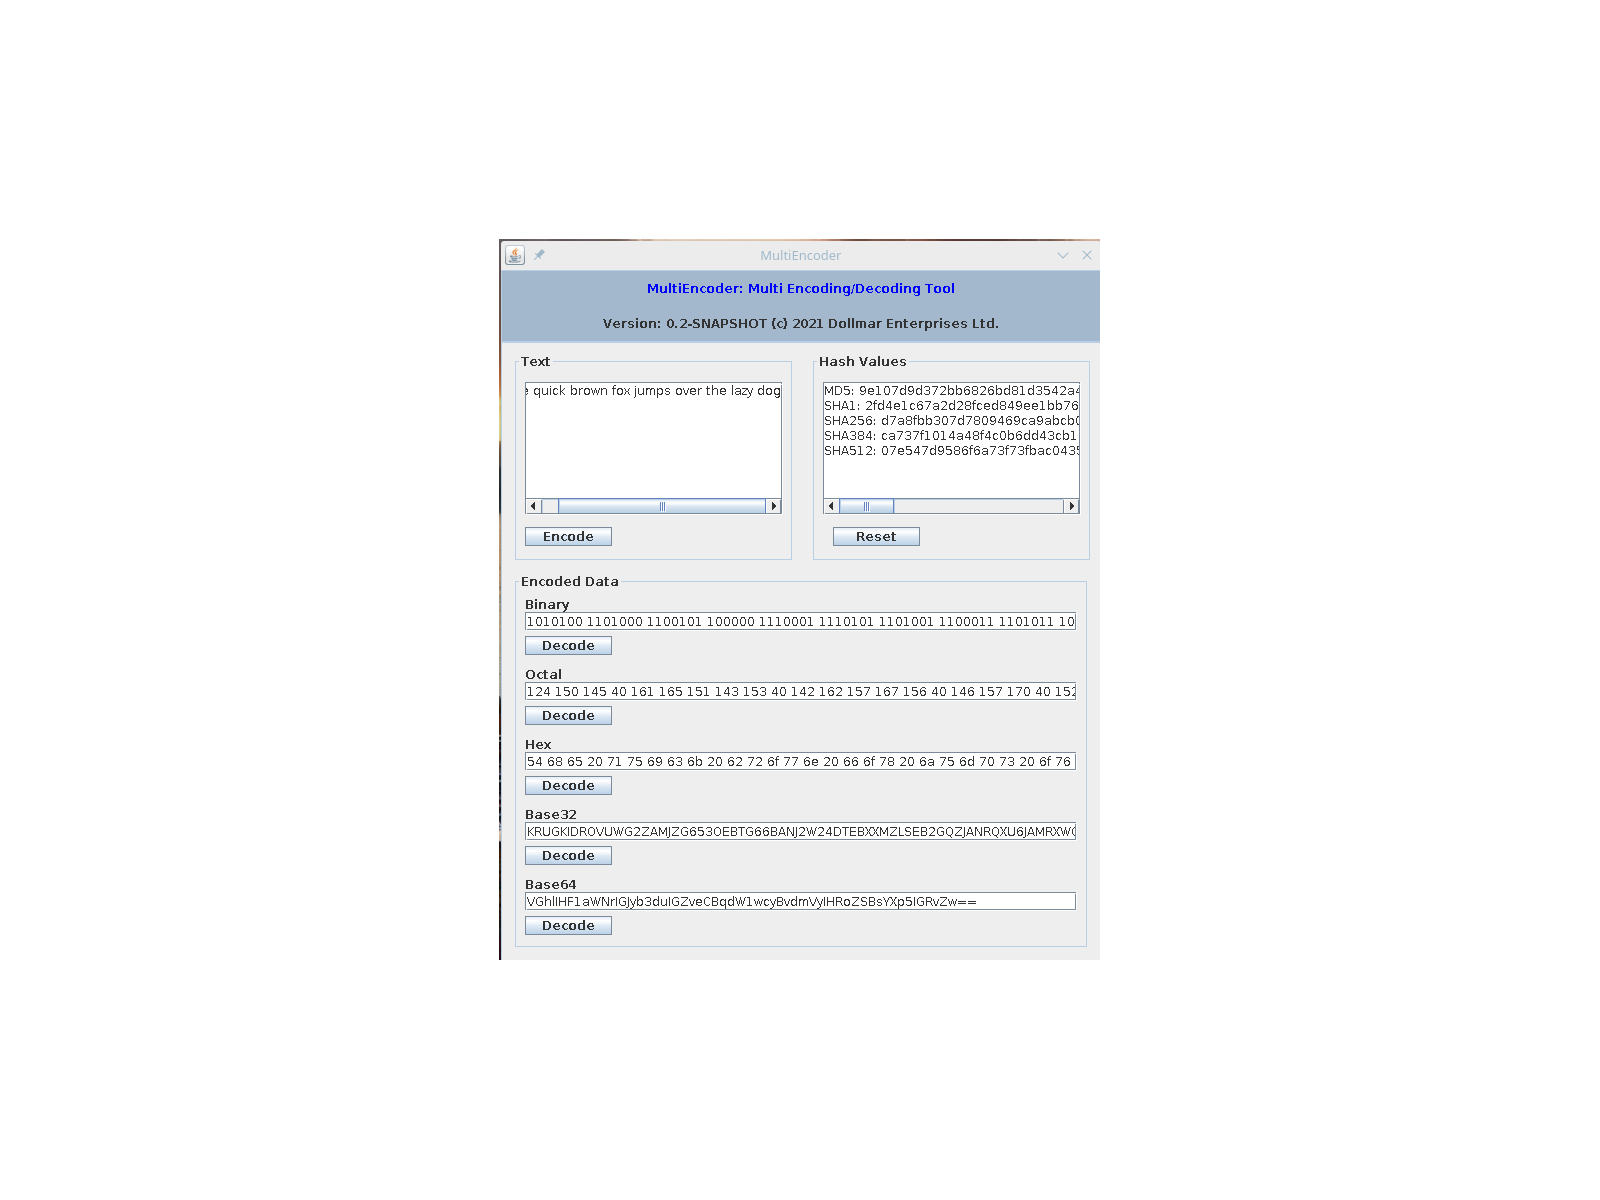 MultiEncoder
MultiEncoder: Multi Encoding/Decoding Tool
Version: 0.2-SNAPSHOT (c) 2021 Dollmar Enterprises Ltd.
Text
e quick brown fox jumps over the lazy dog
Encode
Hash Values
MD5: 9e107d9d372bb6826bd81d3542a4
SHA1: 2fd4e1c67a2d28fced849ee1bb76
SHA256: d7a8fbb307d7809469ca9abcb0
SHA384: ca737f1014a48f4c0b6dd43cb1
SHA512: 07e547d9586f6a73f73fbac0435
Reset
Encoded Data
Binary
1010100 1101000 1100101 100000 1110001 1110101 1101001 1100011 1101011 10
Decode
Octal
124 150 145 40 161 165 151 143 153 40 142 162 157 167 156 40 146 157 170 40 152
Decode
Hex
54 68 65 20 71 75 69 63 6b 20 62 72 6f 77 6e 20 66 6f 78 20 6a 75 6d 70 73 20 6f 76
Decode
Base32
KRUGKIDROVUWG2ZAMJZG653OEBTG66BANJ2W24DTEBXXMZLSEB2GQZJANRQXU6JAMRXWO
Decode
Base64
VGhlIHF1aWNrIGJyb3duIGZveCBqdW1wcyBvdmVyIHRoZSBsYXp5IGRvZw==
Decode